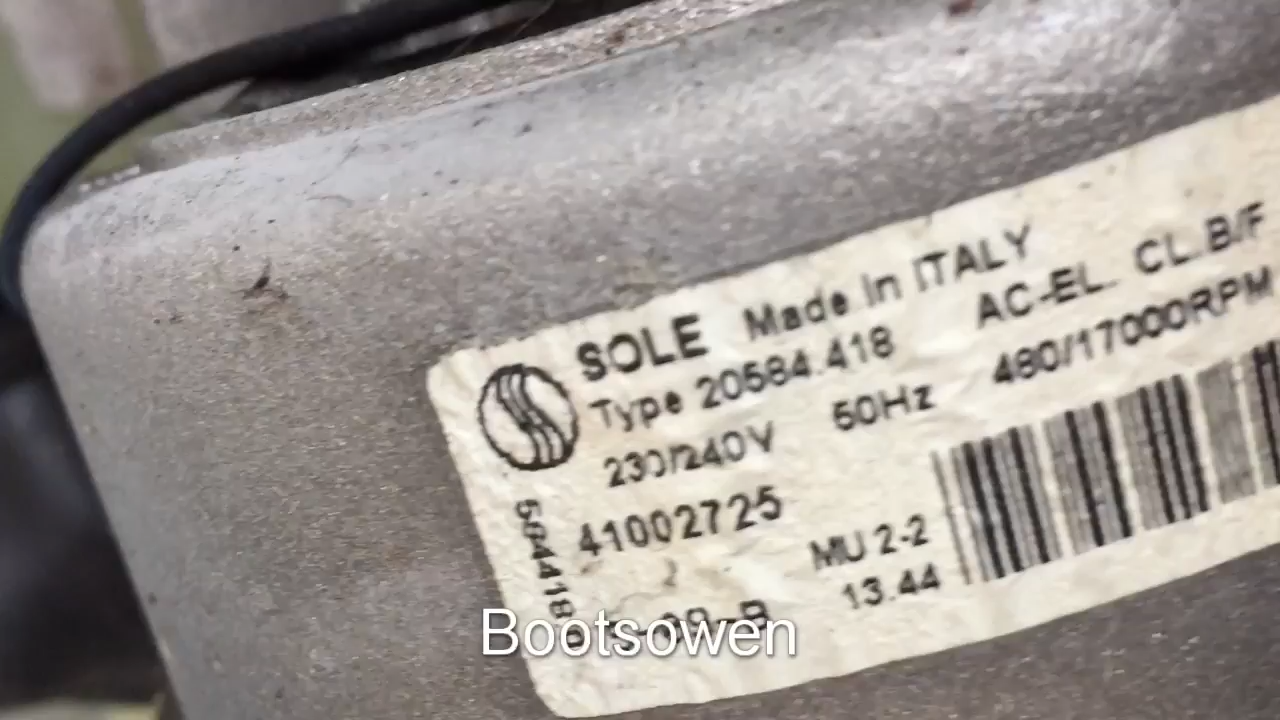 SOLE Made In ITALY
Type 20584.418 AC-EL. CL.B/F
230/240V 50Hz 480/17000RPM
41002725
MU 2-2
13.44
Bootsowen